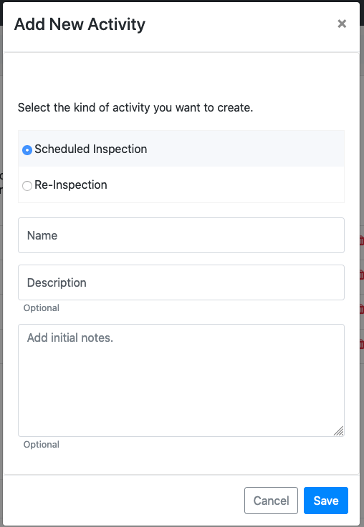 Add New Activity
×
Select the kind of activity you want to create.
Scheduled Inspection
Re-Inspection
Name
Description
Optional
Add initial notes.
Optional
Cancel
Save